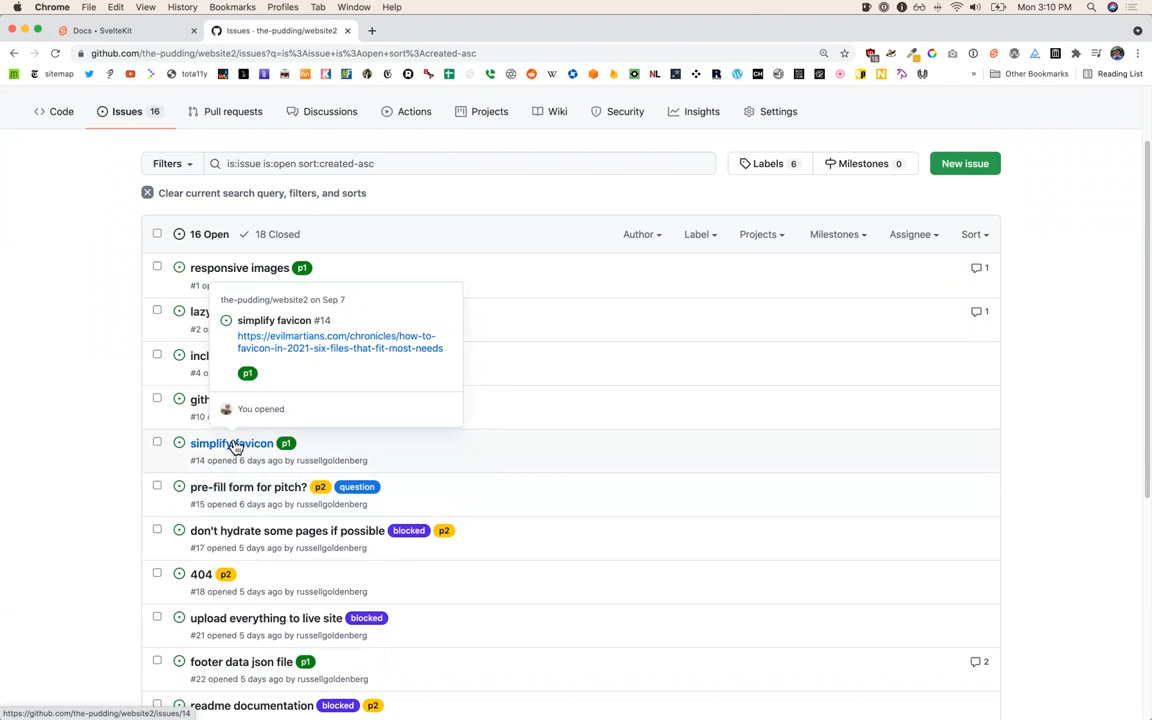 Chrome File Edit View History Bookmarks Profiles Tab Window Help Mon 3:10 PM
Docs • SvelteKit Issues · the-pudding/website2
github.com/the-pudding/website2/issues?q=is%3Aissue+is%3Aopen+sort%3Acreated-asc
sitemap tota11y Other Bookmarks Reading List
Code Issues 16 Pull requests Discussions Actions Projects Wiki Security Insights Settings
Filters is:issue is:open sort:created-asc Labels 6 Milestones 0 New issue
Clear current search query, filters, and sorts
16 Open 18 Closed Author Label Projects Milestones Assignee Sort
responsive images p1 1
#1
the-pudding/website2 on Sep 7
simplify favicon #14
https://evilmartians.com/chronicles/how-to-
favicon-in-2021-six-files-that-fit-most-needs
p1
You opened
1
#2
#4
#10
simplify favicon p1
#14 opened 6 days ago by russellgoldenberg
pre-fill form for pitch? p2 question
#15 opened 6 days ago by russellgoldenberg
don't hydrate some pages if possible blocked p2
#17 opened 5 days ago by russellgoldenberg
404 p2
#18 opened 5 days ago by russellgoldenberg
upload everything to live site blocked
#21 opened 5 days ago by russellgoldenberg
footer data json file p1 2
#22 opened 5 days ago by russellgoldenberg
readme documentation blocked p2
https://github.com/the-pudding/website2/issues/14